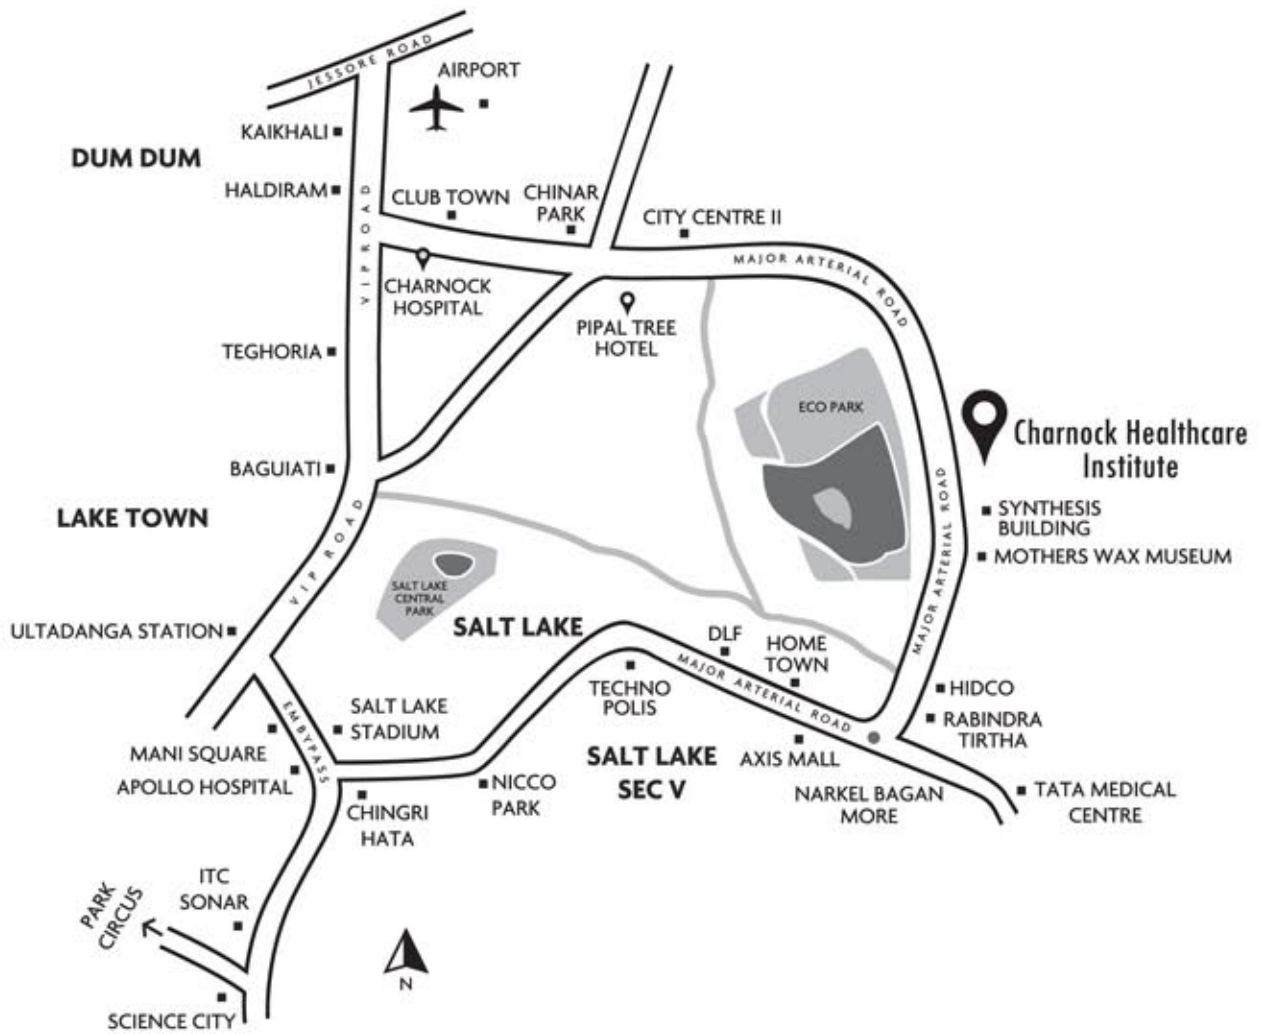 JESSORE ROAD
AIRPORT
KAIKHALI
DUM DUM
HALDIRAM
CLUB TOWN
CHINAR
PARK
CITY CENTRE II
VIP ROAD
MAJOR ARTERIAL ROAD
CHARNOCK
HOSPITAL
PIPAL TREE
HOTEL
TEGHORIA
ECO PARK
Charnock Healthcare
Institute
BAGUIATI
LAKE TOWN
VIP ROAD
MAJOR ARTERIAL ROAD
SYNTHESIS
BUILDING
MOTHERS WAX MUSEUM
SALT LAKE
CENTRAL
PARK
ULTADANGA STATION
SALT LAKE
DLF
HOME
TOWN
MAJOR ARTERIAL ROAD
MAJOR ARTERIAL ROAD
TECHNO
POLIS
HIDCO
SALT LAKE
STADIUM
RABINDRA
TIRTHA
EMBYPASS
MANI SQUARE
APOLLO HOSPITAL
SALT LAKE
SEC V
AXIS MALL
NICCO
PARK
NARKEL BAGAN
MORE
TATA MEDICAL
CENTRE
CHINGRI
HATA
ITC
SONAR
PARK
CIRCUS
N
SCIENCE CITY